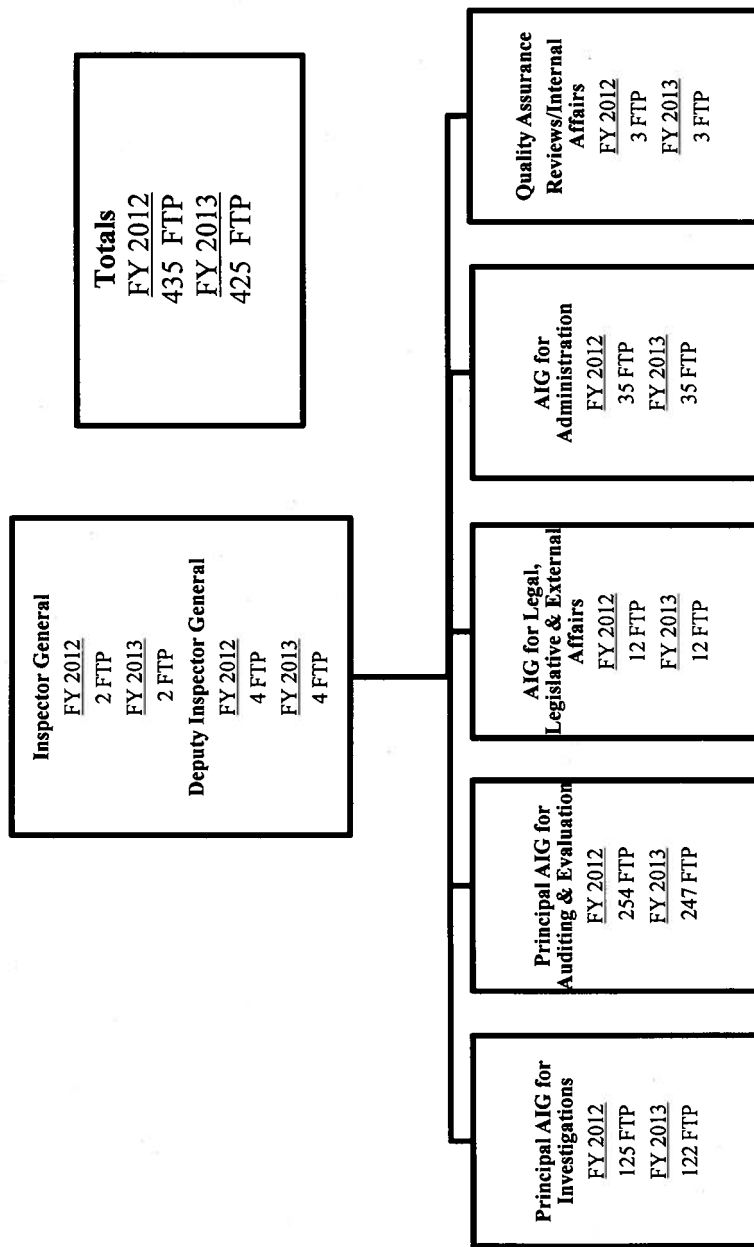 Inspector General
FY 2012
2 FTP
FY 2013
2 FTP
Deputy Inspector General
FY 2012
4 FTP
FY 2013
4 FTP
Totals
FY 2012
435 FTP
FY 2013
425 FTP
Principal AIG for
Investigations
FY 2012
125 FTP
FY 2013
122 FTP
Principal AIG for
Auditing & Evaluation
FY 2012
254 FTP
FY 2013
247 FTP
AIG for Legal,
Legislative & External
Affairs
FY 2012
12 FTP
FY 2013
12 FTP
AIG for
Administration
FY 2012
35 FTP
FY 2013
35 FTP
Quality Assurance
Reviews/Internal
Affairs
FY 2012
3 FTP
FY 2013
3 FTP